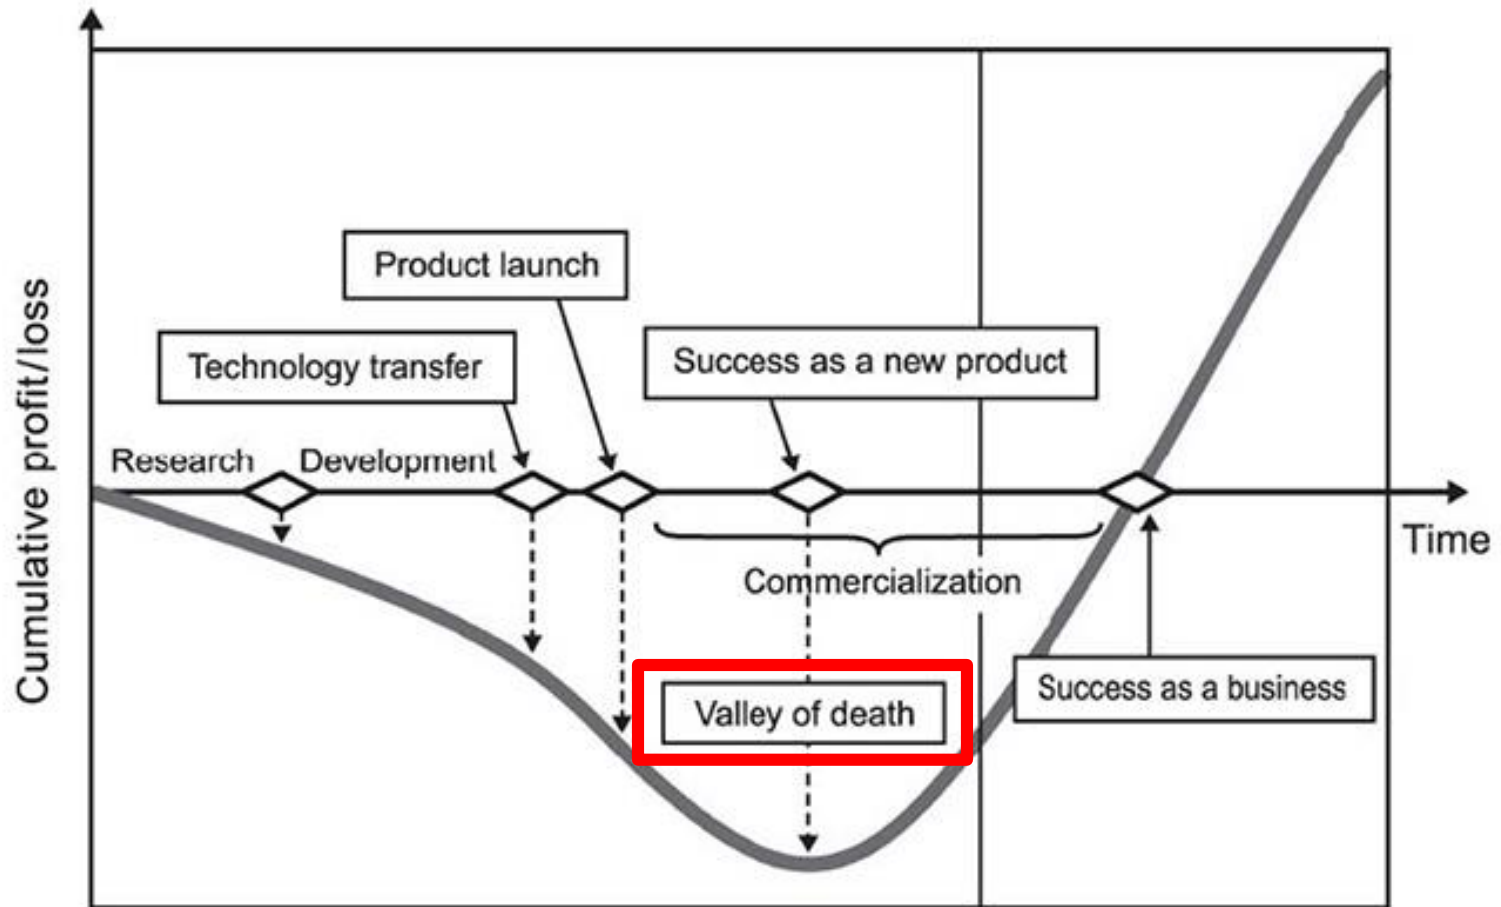 Cumulative profit/loss
Product launch
Technology transfer
Success as a new product
Research
Development
Time
Commercialization
Valley of death
Success as a business